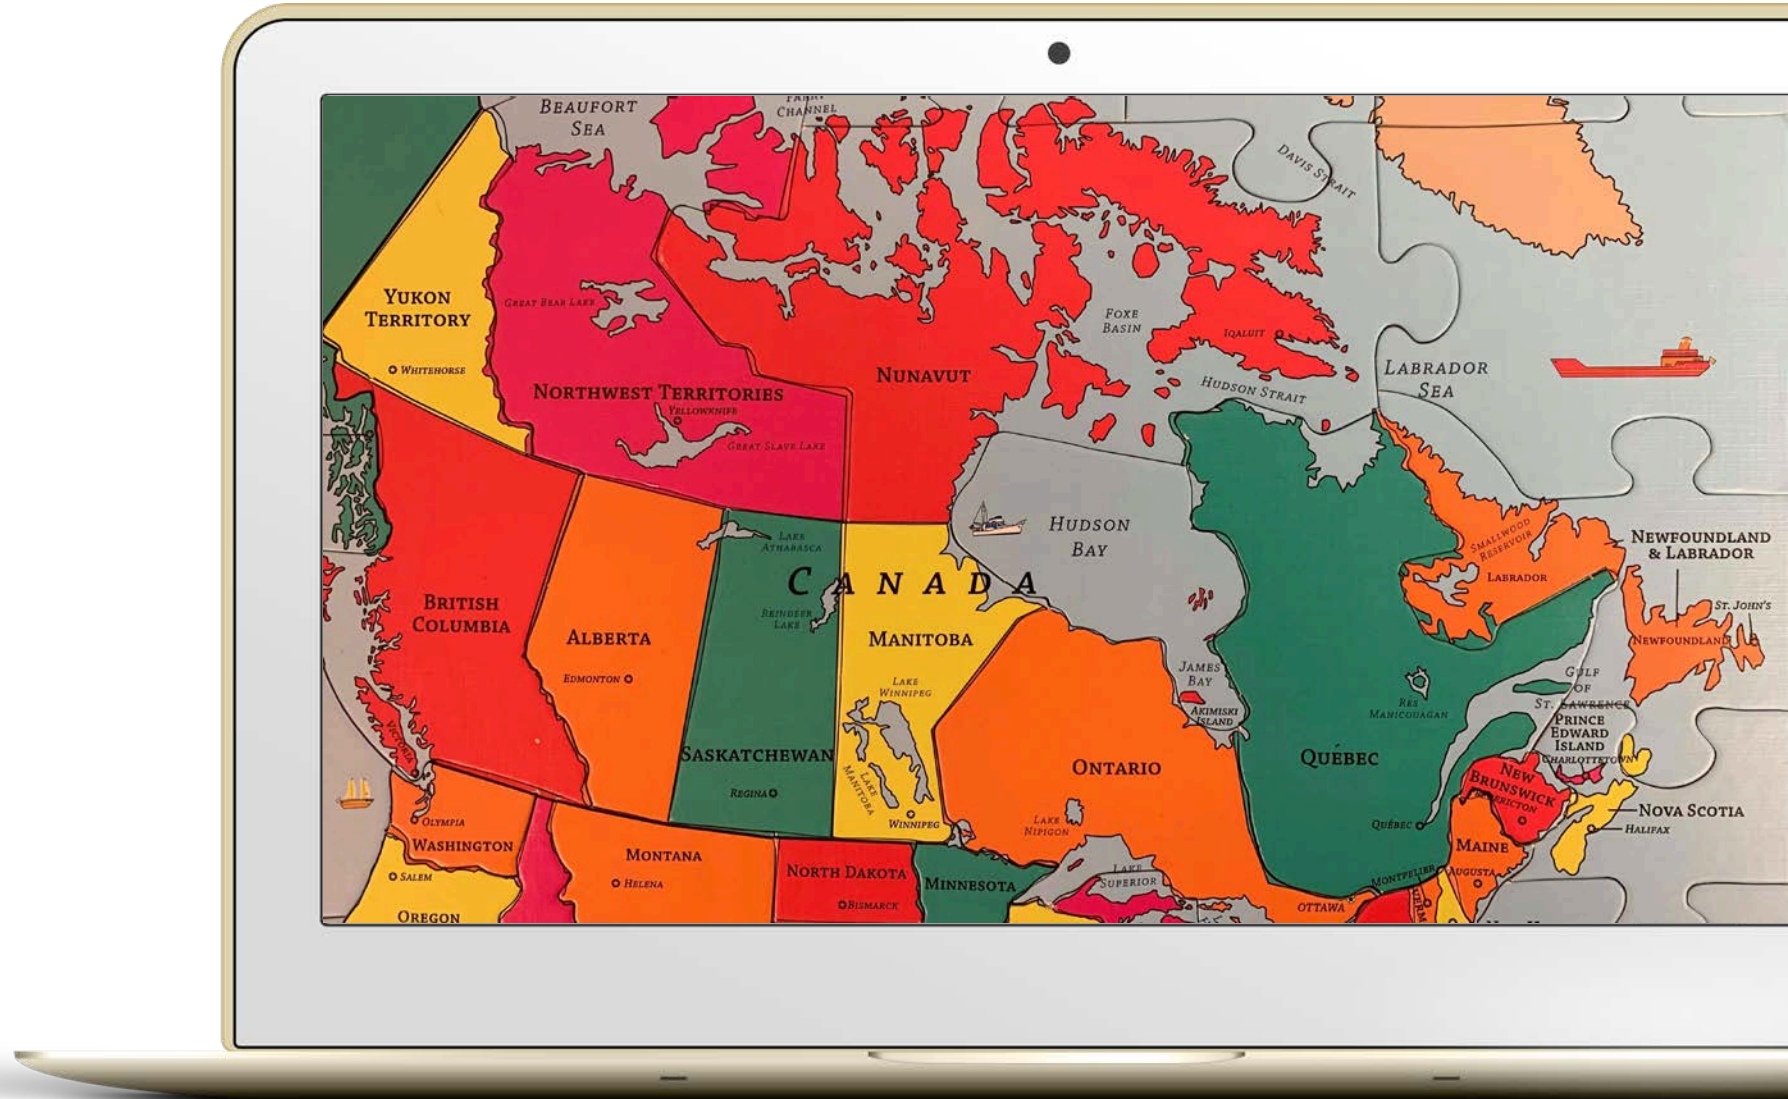 BEAUFORT
SEA
CHANNEL
DAVIS STRAIT
YUKON
TERRITORY
WHITEHORSE
GREAT BEAR LAKE
NORTHWEST TERRITORIES
YELLOWKNIFE
GREAT SLAVE LAKE
NUNAVUT
FOXE
BASIN
IQALUIT
HUDSON STRAIT
LABRADOR
SEA
HUDSON
BAY
LAKE
ATHABASCA
CANADA
REINDEER
LAKE
BRITISH
COLUMBIA
VICTORIA
ALBERTA
EDMONTON
SASKATCHEWAN
REGINA
MANITOBA
LAKE
WINNIPEG
LAKE
MANITOBA
WINNIPEG
ONTARIO
LAKE
NIPIGON
JAMES
BAY
AKIMISKI
ISLAND
QUÉBEC
RÉS
MANICOUAGAN
QUÉBEC
SMALLWOOD
RESERVOIR
LABRADOR
NEWFOUNDLAND
& LABRADOR
ST. JOHN'S
NEWFOUNDLAND
GULF
OF
ST. LAWRENCE
PRINCE
EDWARD
ISLAND
CHARLOTTETOWN
NEW
BRUNSWICK
FREDERICTON
NOVA SCOTIA
HALIFAX
MAINE
AUGUSTA
MONTPELIER
OTTAWA
LAKE
SUPERIOR
OLYMPIA
WASHINGTON
SALEM
OREGON
MONTANA
HELENA
NORTH DAKOTA
BISMARCK
MINNESOTA